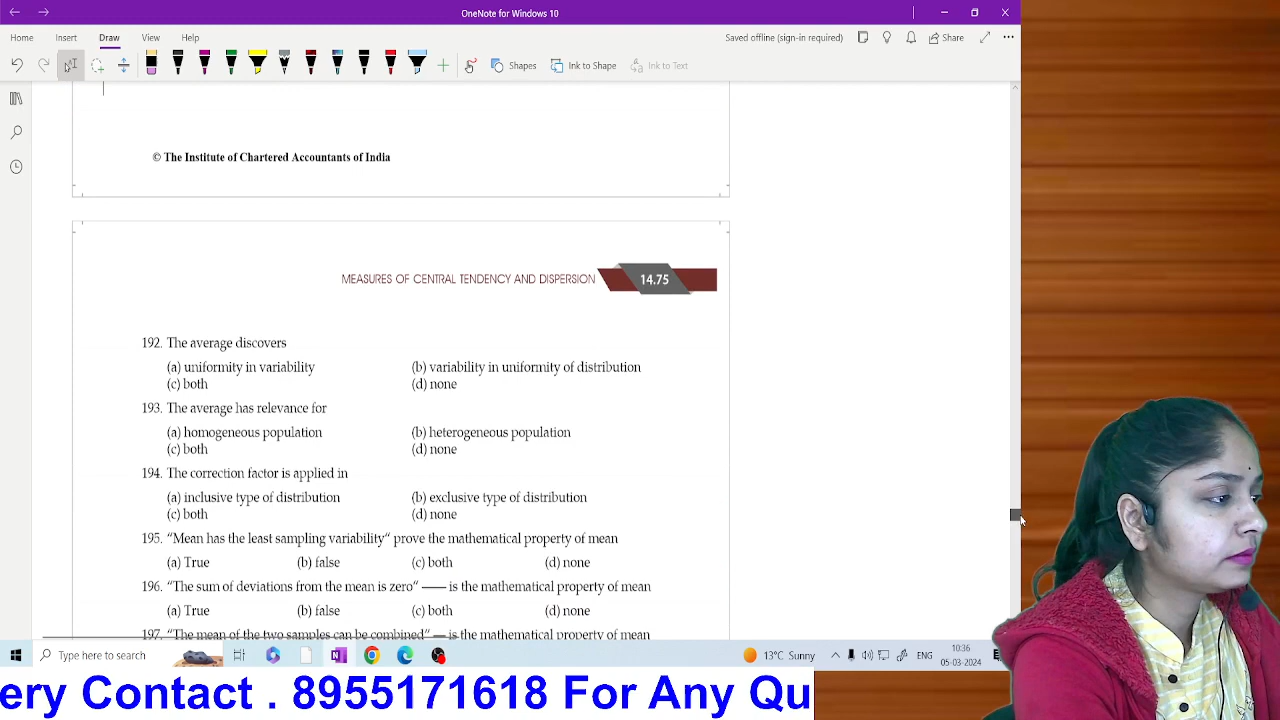 OneNote for Windows 10
Home Insert Draw View Help
Saved offline (sign-in required) Share
Shapes Ink to Shape Ink to Text
© The Institute of Chartered Accountants of India
MEASURES OF CENTRAL TENDENCY AND DISPERSION 14.75
192. The average discovers
(a) uniformity in variability (b) variability in uniformity of distribution
(c) both (d) none
193. The average has relevance for
(a) homogeneous population (b) heterogeneous population
(c) both (d) none
194. The correction factor is applied in
(a) inclusive type of distribution (b) exclusive type of distribution
(c) both (d) none
195. “Mean has the least sampling variability“ prove the mathematical property of mean
(a) True (b) false (c) both (d) none
196. “The sum of deviations from the mean is zero” —— is the mathematical property of mean
(a) True (b) false (c) both (d) none
197. “The mean of the two samples can be combined” — is the mathematical property of mean
Type here to search
13°C Sunny
ENG
10:36
05-03-2024
ery Contact . 8955171618 For Any Qu